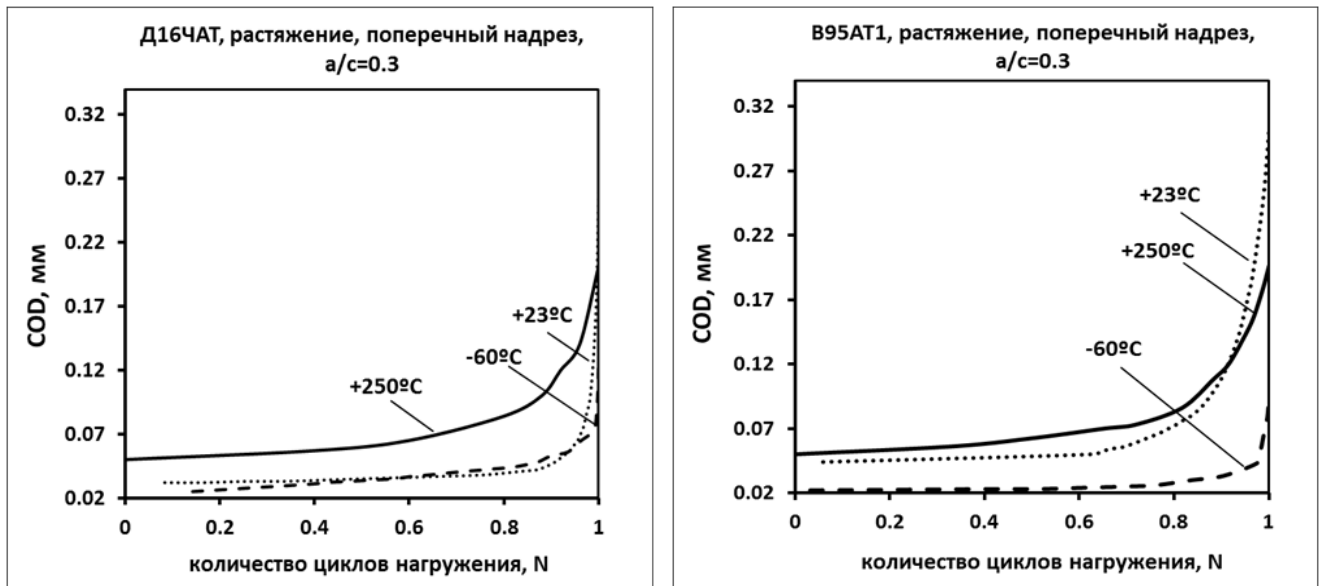 Д16ЧАТ, растяжение, поперечный надрез,
a/c=0.3
0.32
0.27
0.22
0.17
0.12
0.07
0.02
COD, мм
+23ºC
-60ºC
+250ºC
0 0.2 0.4 0.6 0.8 1
количество циклов нагружения, N
В95АТ1, растяжение, поперечный надрез,
a/c=0.3
0.32
0.27
0.22
0.17
0.12
0.07
0.02
COD, мм
+23ºC
+250ºC
-60ºC
0 0.2 0.4 0.6 0.8 1
количество циклов нагружения, N